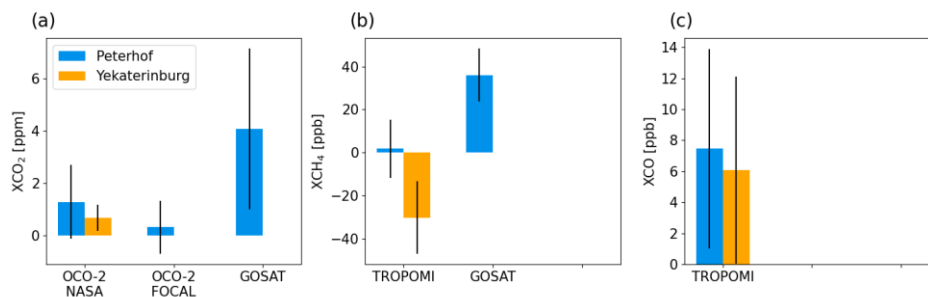 (a)
XCO₂ [ppm]
6
4
2
0
Peterhof
Yekaterinburg
OCO-2
NASA
OCO-2
FOCAL
GOSAT
(b)
XCH₄ [ppb]
40
20
0
−20
−40
TROPOMI
GOSAT
(c)
XCO [ppb]
14
12
10
8
6
4
2
0
TROPOMI